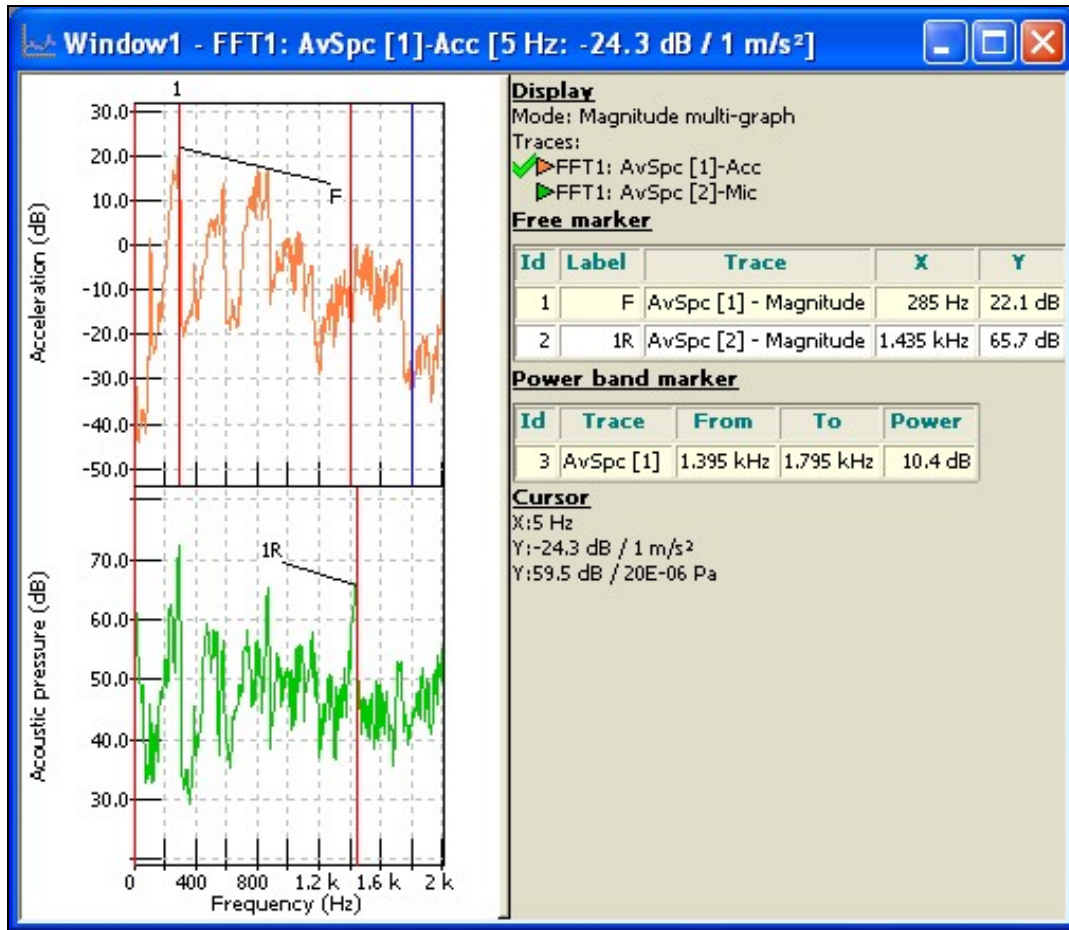 Window1 - FFT1: AvSpc [1]-Acc [5 Hz: -24.3 dB / 1 m/s²]
1
30.0
20.0
10.0
0
-10.0
-20.0
-30.0
-40.0
-50.0
Acceleration (dB)
F
70.0
60.0
50.0
40.0
30.0
Acoustic pressure (dB)
1R
0 400 800 1.2 k 1.6 k 2 k
Frequency (Hz)
Display
Mode: Magnitude multi-graph
Traces:
FFT1: AvSpc [1]-Acc
FFT1: AvSpc [2]-Mic
Free marker
Id Label Trace X Y
1 F AvSpc [1] - Magnitude 285 Hz 22.1 dB
2 1R AvSpc [2] - Magnitude 1.435 kHz 65.7 dB
Power band marker
Id Trace From To Power
3 AvSpc [1] 1.395 kHz 1.795 kHz 10.4 dB
Cursor
X:5 Hz
Y:-24.3 dB / 1 m/s²
Y:59.5 dB / 20E-06 Pa